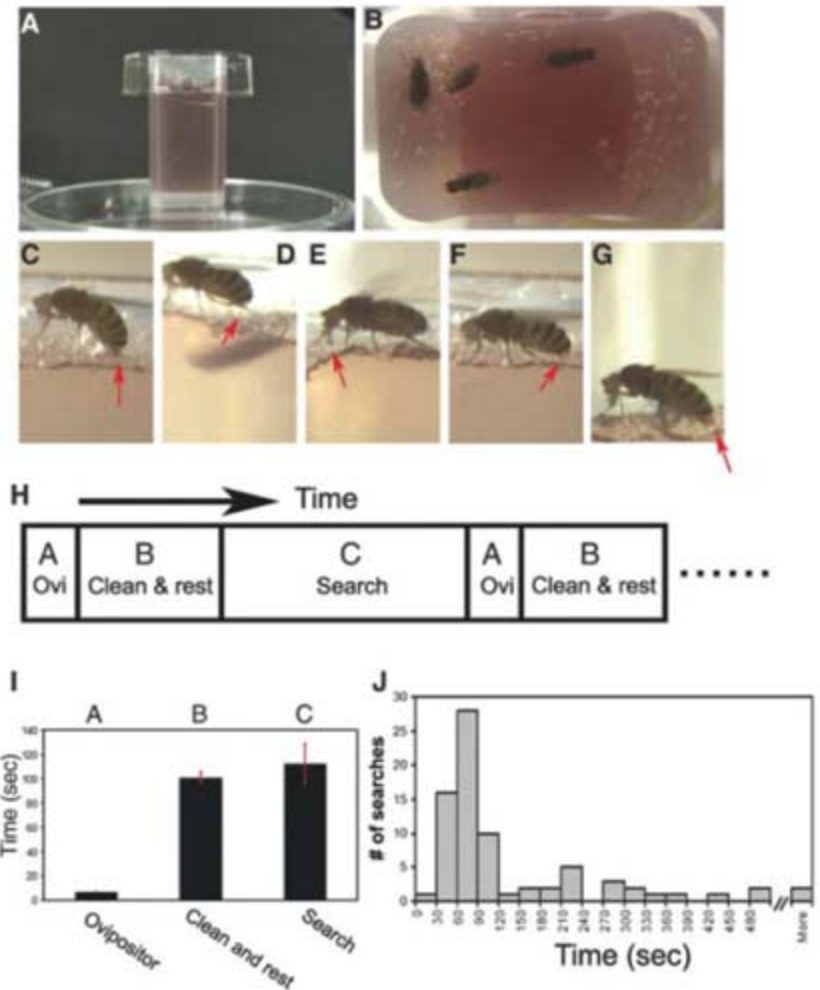 A
B
C
D
E
F
G
H
Time
A
Ovi
B
Clean & rest
C
Search
A
Ovi
B
Clean & rest
......
I
A B C
Time (sec)
140
120
100
80
60
40
20
0
Ovipositor
Clean and rest
Search
J
# of searches
30
25
20
15
10
5
0
0 30 60 90 120 150 180 210 240 270 300 330 360 390 420 450 480 // More
Time (sec)